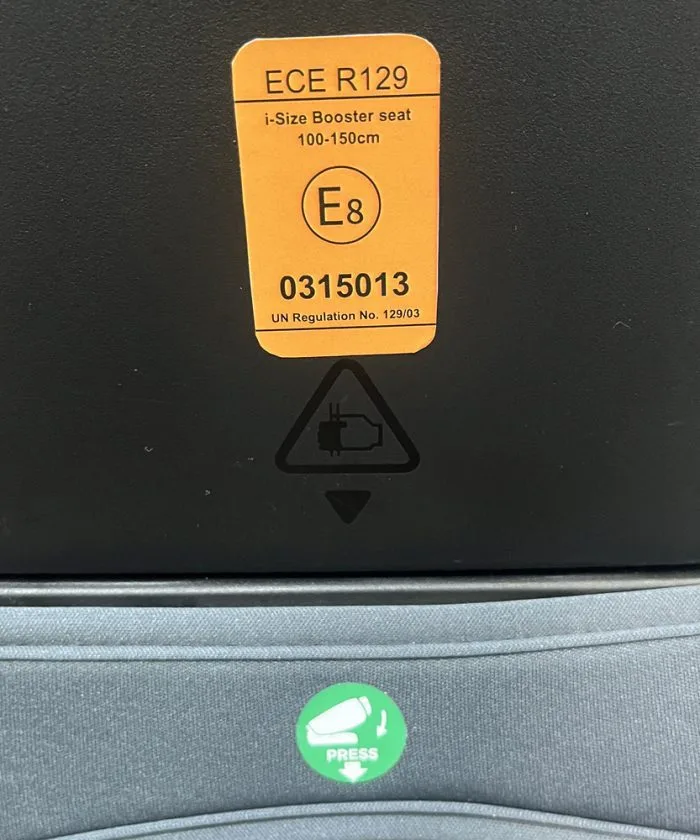 ECE R129
i-Size Booster seat
100-150cm
E8
0315013
UN Regulation No. 129/03
PRESS